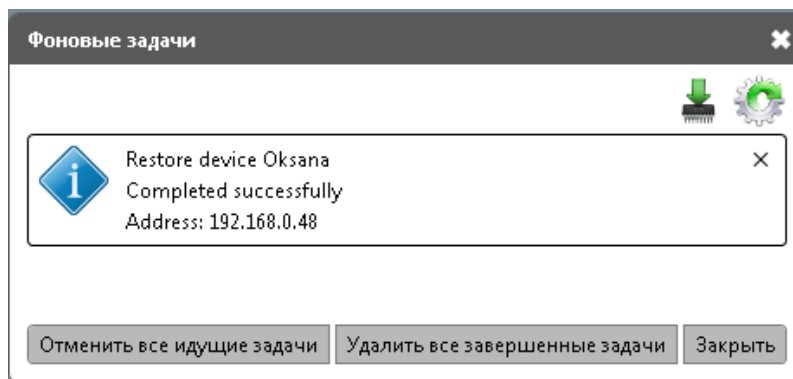 Фоновые задачи
Restore device Oksana
Completed successfully
Address: 192.168.0.48
Отменить все идущие задачи Удалить все завершенные задачи Закрыть